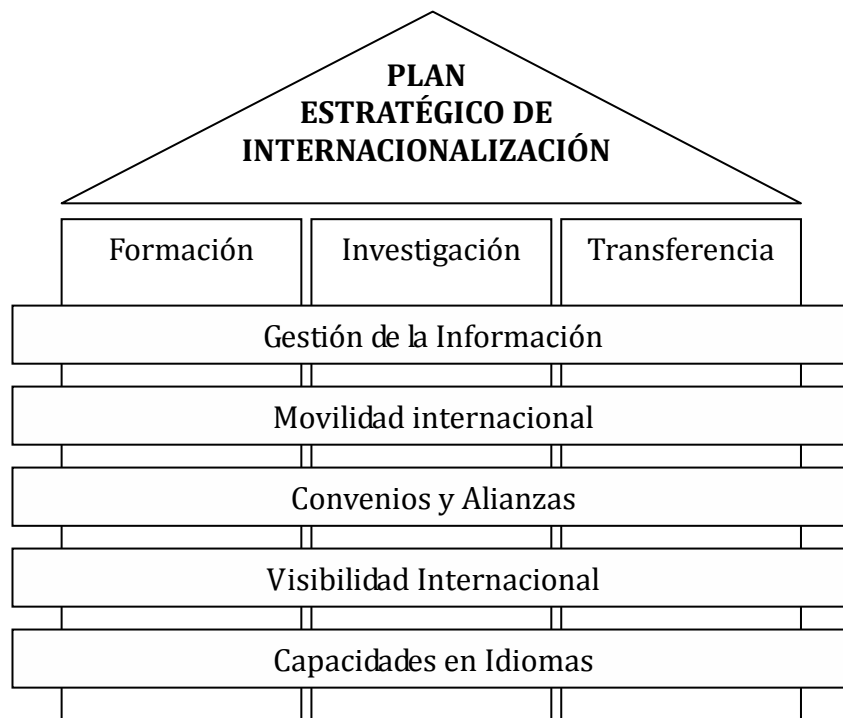 PLAN
ESTRATÉGICO DE
INTERNACIONALIZACIÓN
Formación
Investigación
Transferencia
Gestión de la Información
Movilidad internacional
Convenios y Alianzas
Visibilidad Internacional
Capacidades en Idiomas